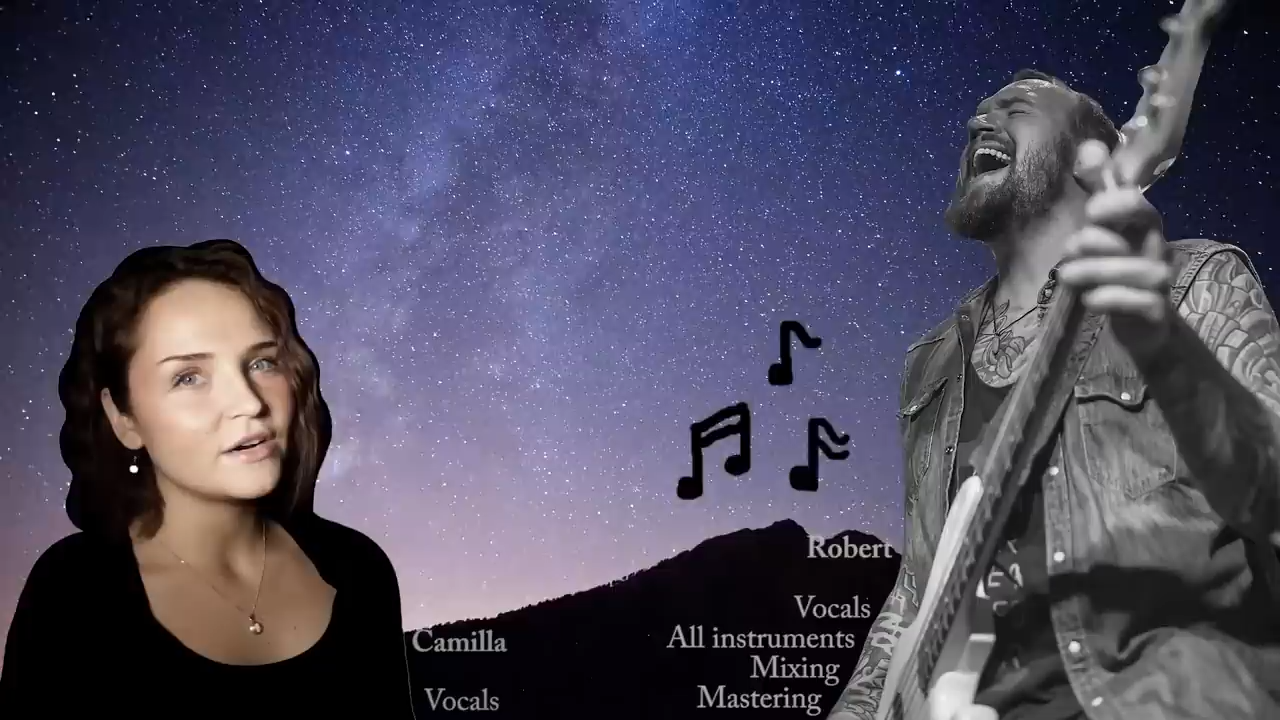 Camilla
Vocals
Robert
Vocals
All instruments
Mixing
Mastering